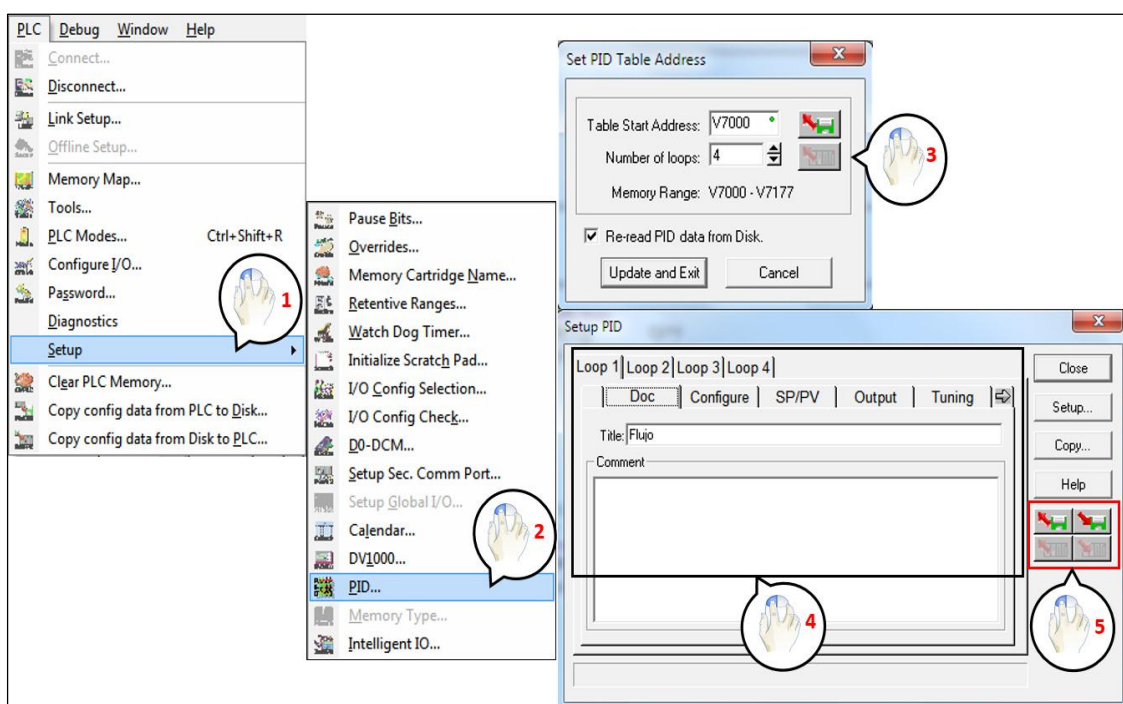 PLC Debug Window Help
Connect...
Disconnect...
Link Setup...
Offline Setup...
Memory Map...
Tools...
PLC Modes... Ctrl+Shift+R
Configure I/O...
Password...
Diagnostics
Setup
Clear PLC Memory...
Copy config data from PLC to Disk...
Copy config data from Disk to PLC...
1
Pause Bits...
Overrides...
Memory Cartridge Name...
Retentive Ranges...
Watch Dog Timer...
Initialize Scratch Pad...
I/O Config Selection...
I/O Config Check...
D0-DCM...
Setup Sec. Comm Port...
Setup Global I/O...
Calendar...
DV1000...
PID...
Memory Type...
Intelligent IO...
2
Set PID Table Address
Table Start Address: V7000
Number of loops: 4
Memory Range: V7000 - V7177
Re-read PID data from Disk.
Update and Exit Cancel
3
Setup PID
Loop 1 Loop 2 Loop 3 Loop 4
Doc Configure SP/PV Output Tuning
Title: Flujo
Comment
Close
Setup...
Copy...
Help
4
5